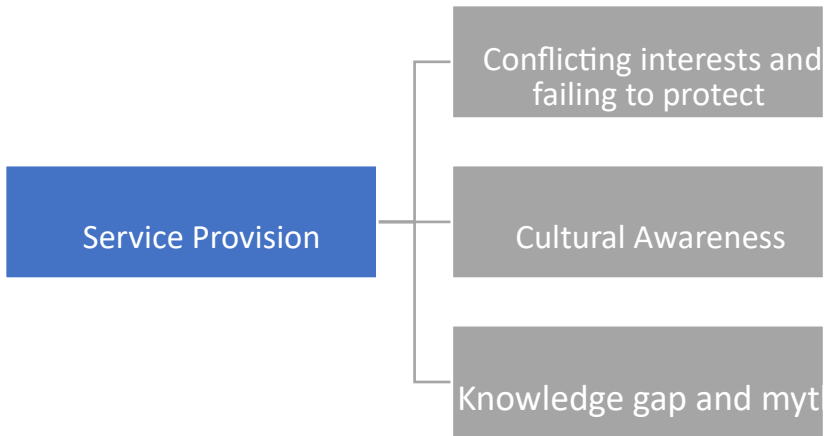 Conflicting interests and
failing to protect
Service Provision
Cultural Awareness
Knowledge gap and